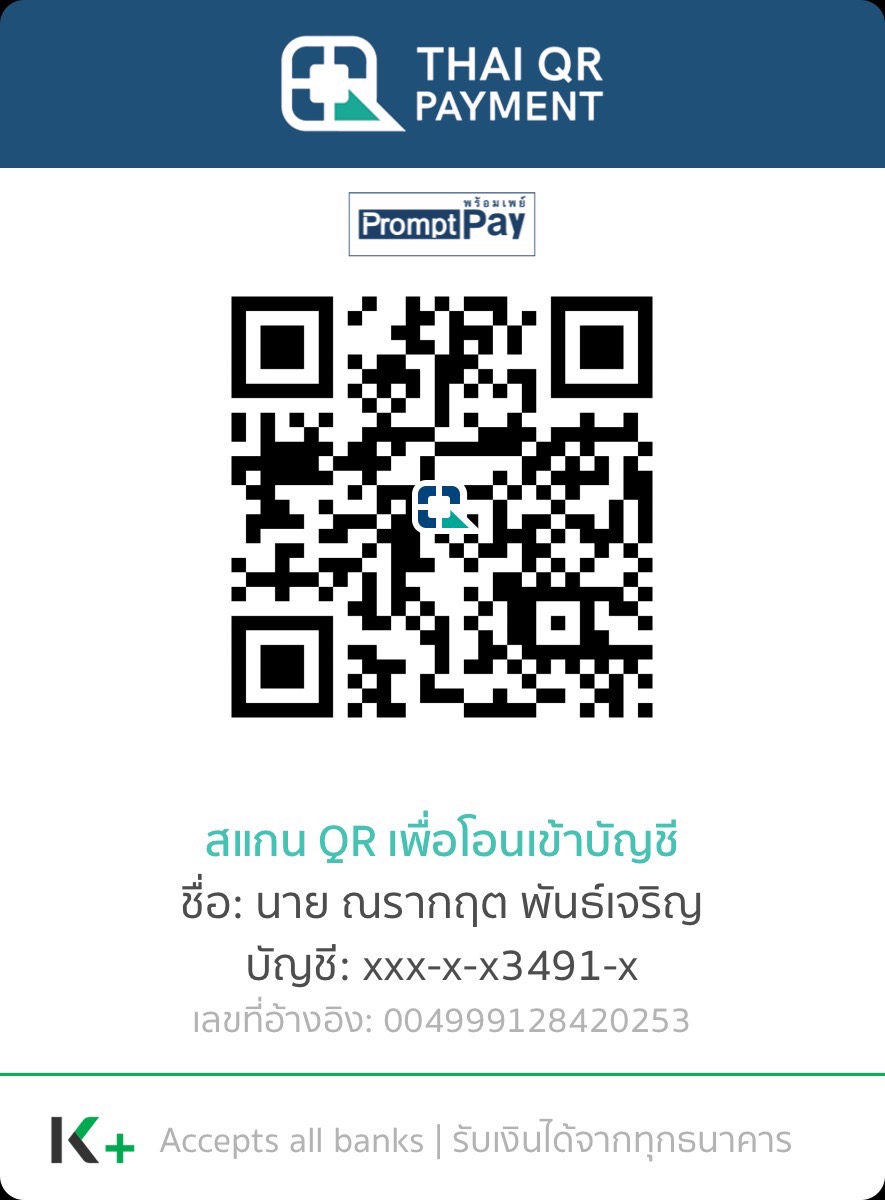 THAI QR
PAYMENT
พร้อมเพย์
PromptPay
สแกน QR เพื่อโอนเข้าบัญชี
ชื่อ: นาย ณรากฤต พันธ์เจริญ
บัญชี: xxx-x-x3491-x
เลขที่อ้างอิง: 004999128420253
K+ Accepts all banks | รับเงินได้จากทุกธนาคาร